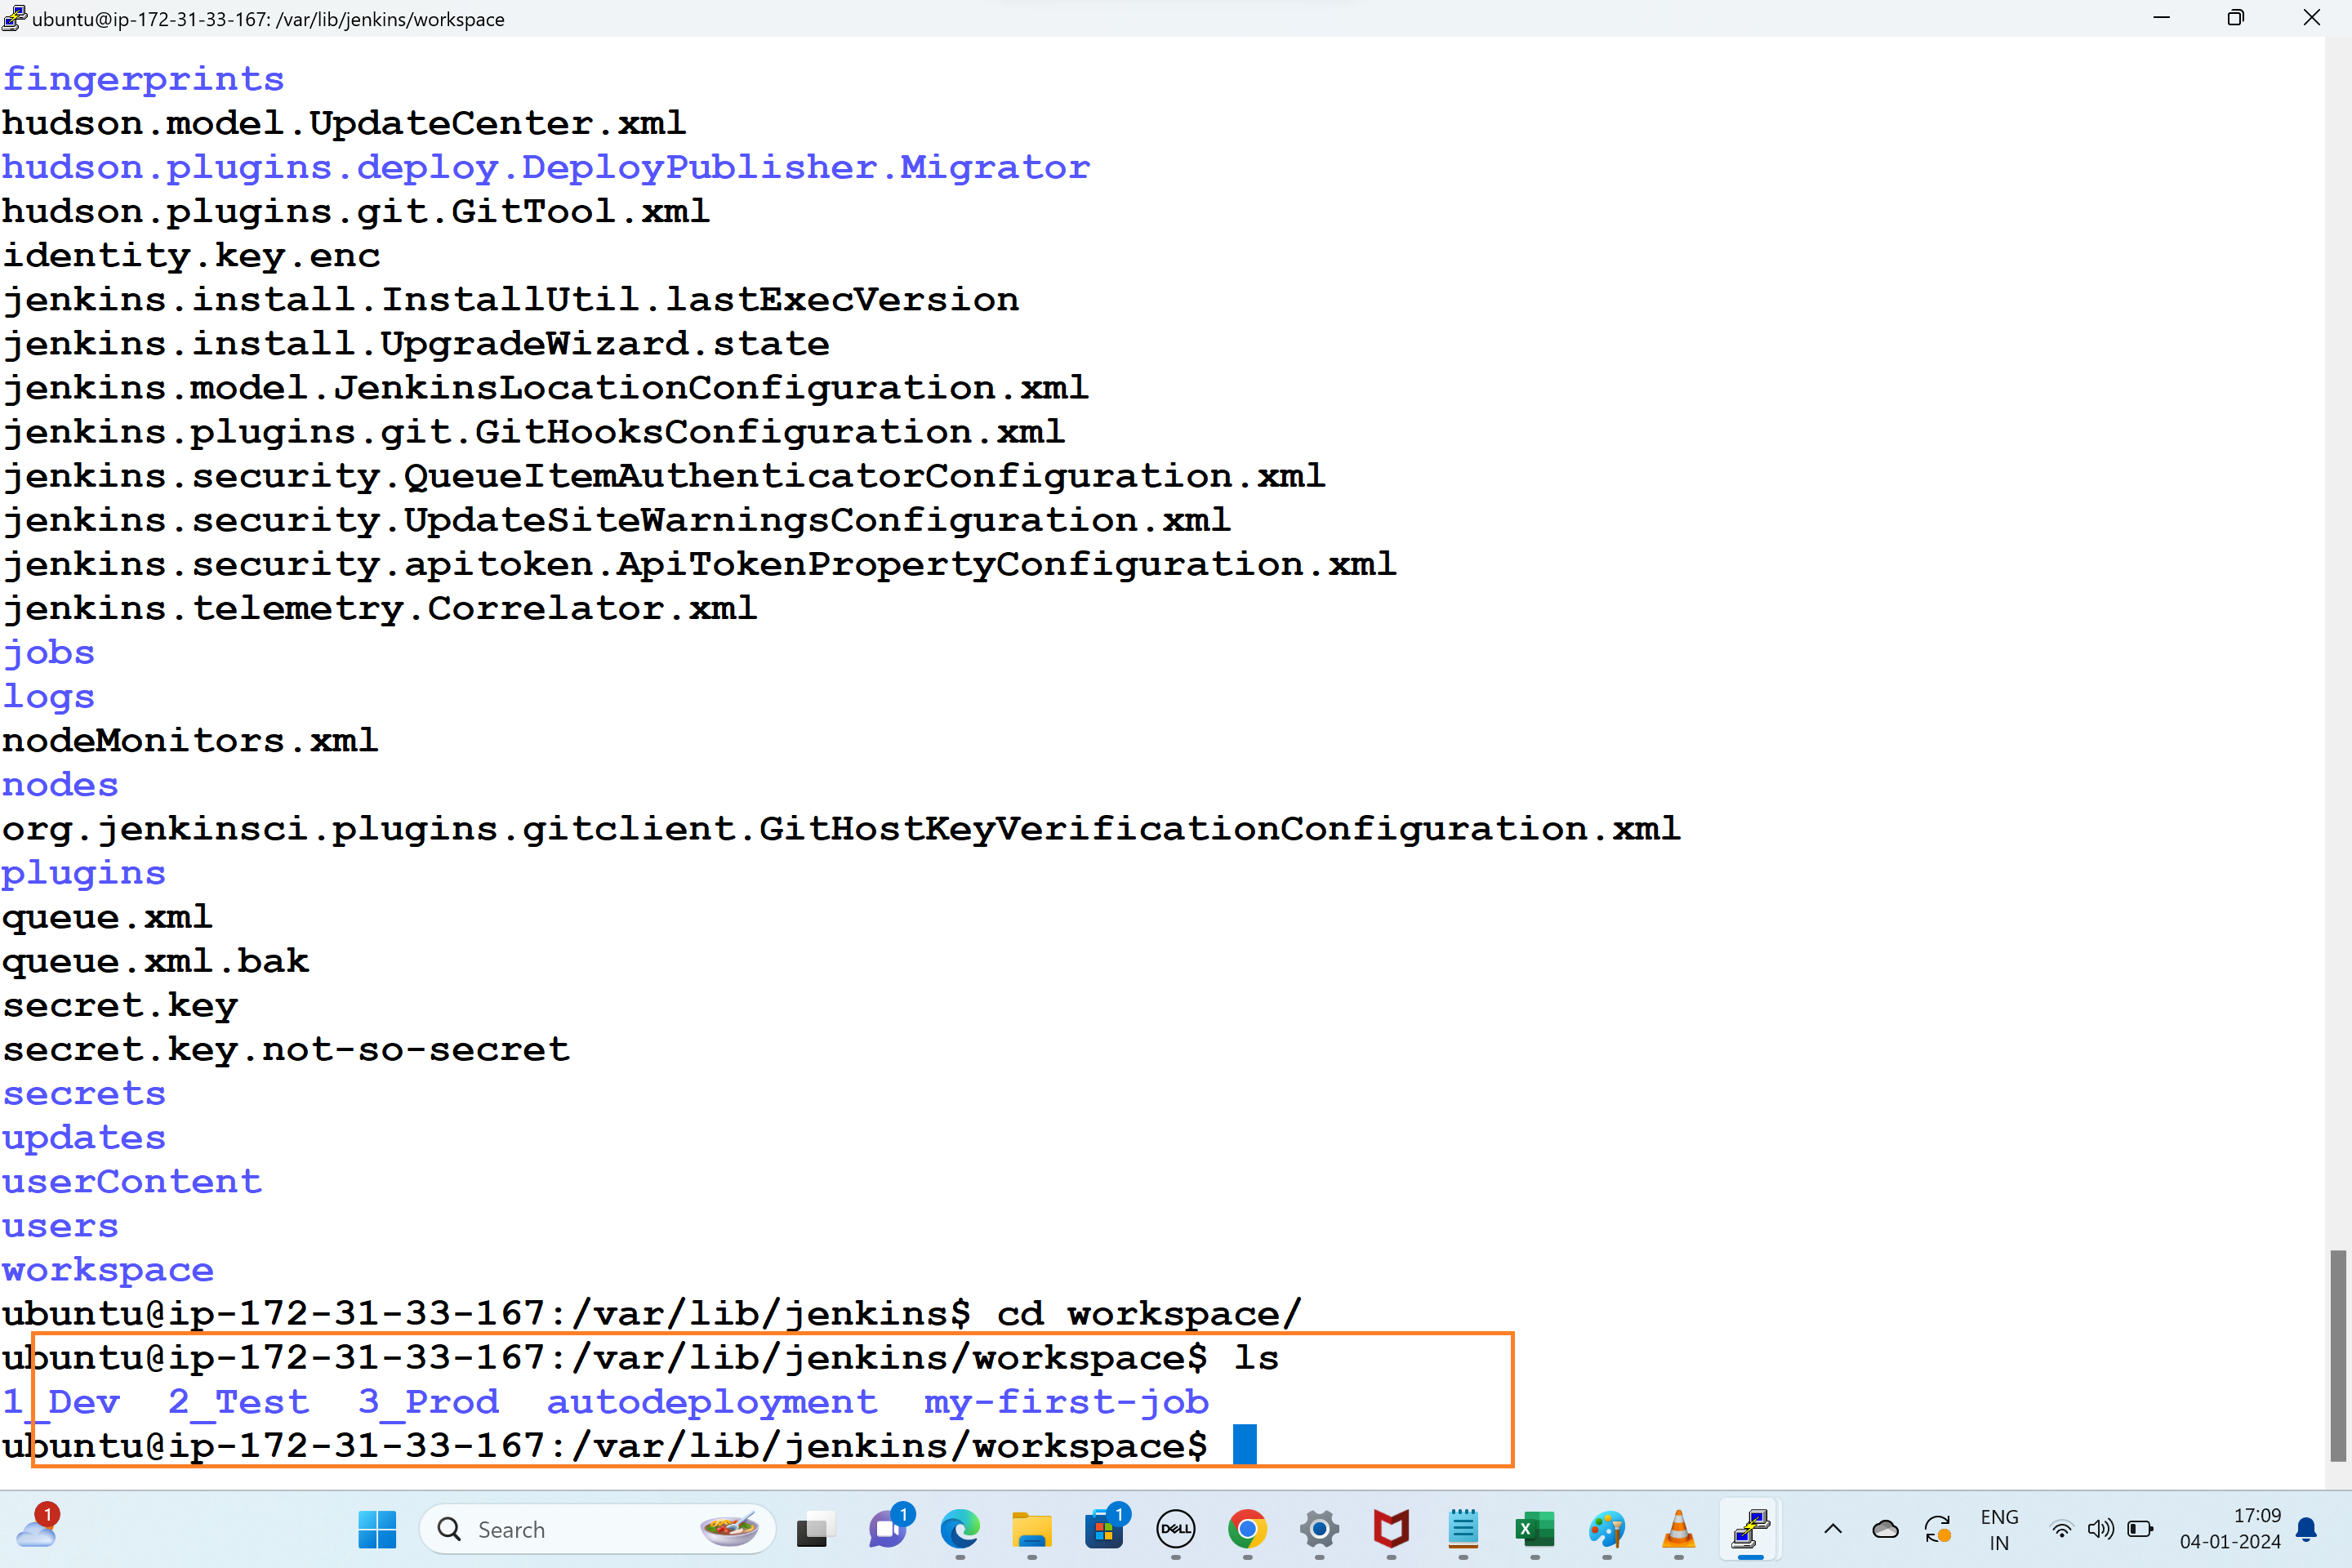 ubuntu@ip-172-31-33-167: /var/lib/jenkins/workspace
fingerprints
hudson.model.UpdateCenter.xml
hudson.plugins.deploy.DeployPublisher.Migrator
hudson.plugins.git.GitTool.xml
identity.key.enc
jenkins.install.InstallUtil.lastExecVersion
jenkins.install.UpgradeWizard.state
jenkins.model.JenkinsLocationConfiguration.xml
jenkins.plugins.git.GitHooksConfiguration.xml
jenkins.security.QueueItemAuthenticatorConfiguration.xml
jenkins.security.UpdateSiteWarningsConfiguration.xml
jenkins.security.apitoken.ApiTokenPropertyConfiguration.xml
jenkins.telemetry.Correlator.xml
jobs
logs
nodeMonitors.xml
nodes
org.jenkinsci.plugins.gitclient.GitHostKeyVerificationConfiguration.xml
plugins
queue.xml
queue.xml.bak
secret.key
secret.key.not-so-secret
secrets
updates
userContent
users
workspace
ubuntu@ip-172-31-33-167:/var/lib/jenkins$ cd workspace/
ubuntu@ip-172-31-33-167:/var/lib/jenkins/workspace$ ls
1_Dev  2_Test  3_Prod  autodeployment  my-first-job
ubuntu@ip-172-31-33-167:/var/lib/jenkins/workspace$
1
Search
1
1
DELL
X
ENG
IN
17:09
04-01-2024